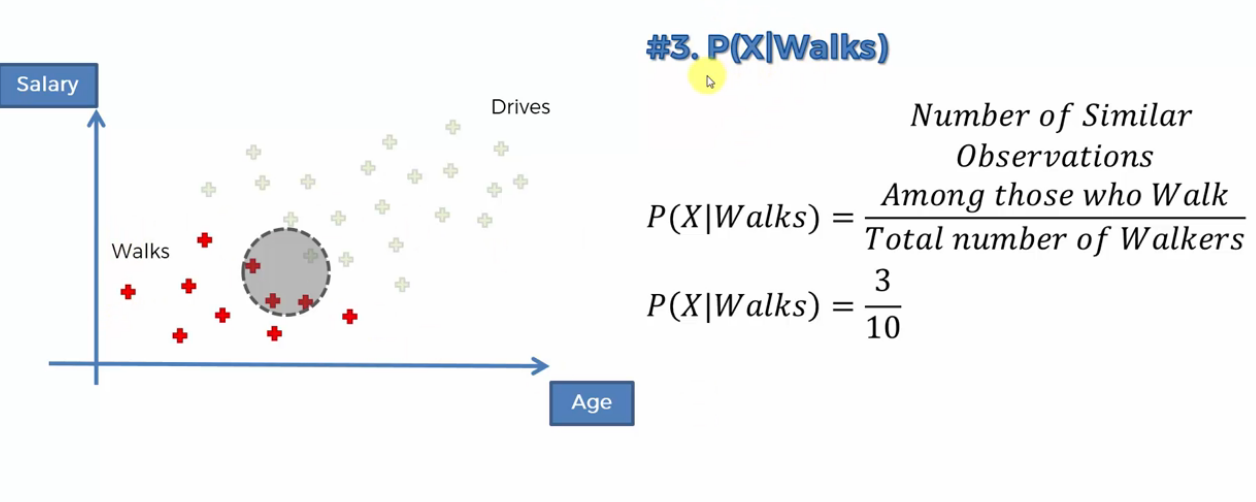 #3. P(X|Walks)
Salary
Drives
Walks
Age
Number of Similar
Observations
Among those who Walk
P(X|Walks) = 
Total number of Walkers
P(X|Walks) = 3/10